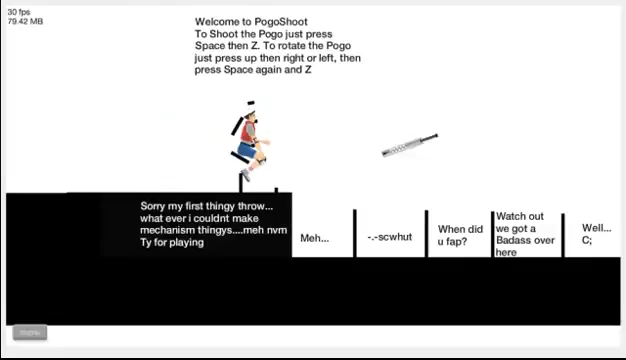 30 fps
79.42 MB
Welcome to PogoShoot
To Shoot the Pogo just press
Space then Z. To rotate the Pogo
just press up then right or left, then
press Space again and Z
Sorry my first thingy throw...
what ever i couldnt make
mechanism thingys....meh nvm
Ty for playing
Meh...
-.-scwhut
When did
u fap?
Watch out
we got a
Badass over
here
Well...
C;
menu